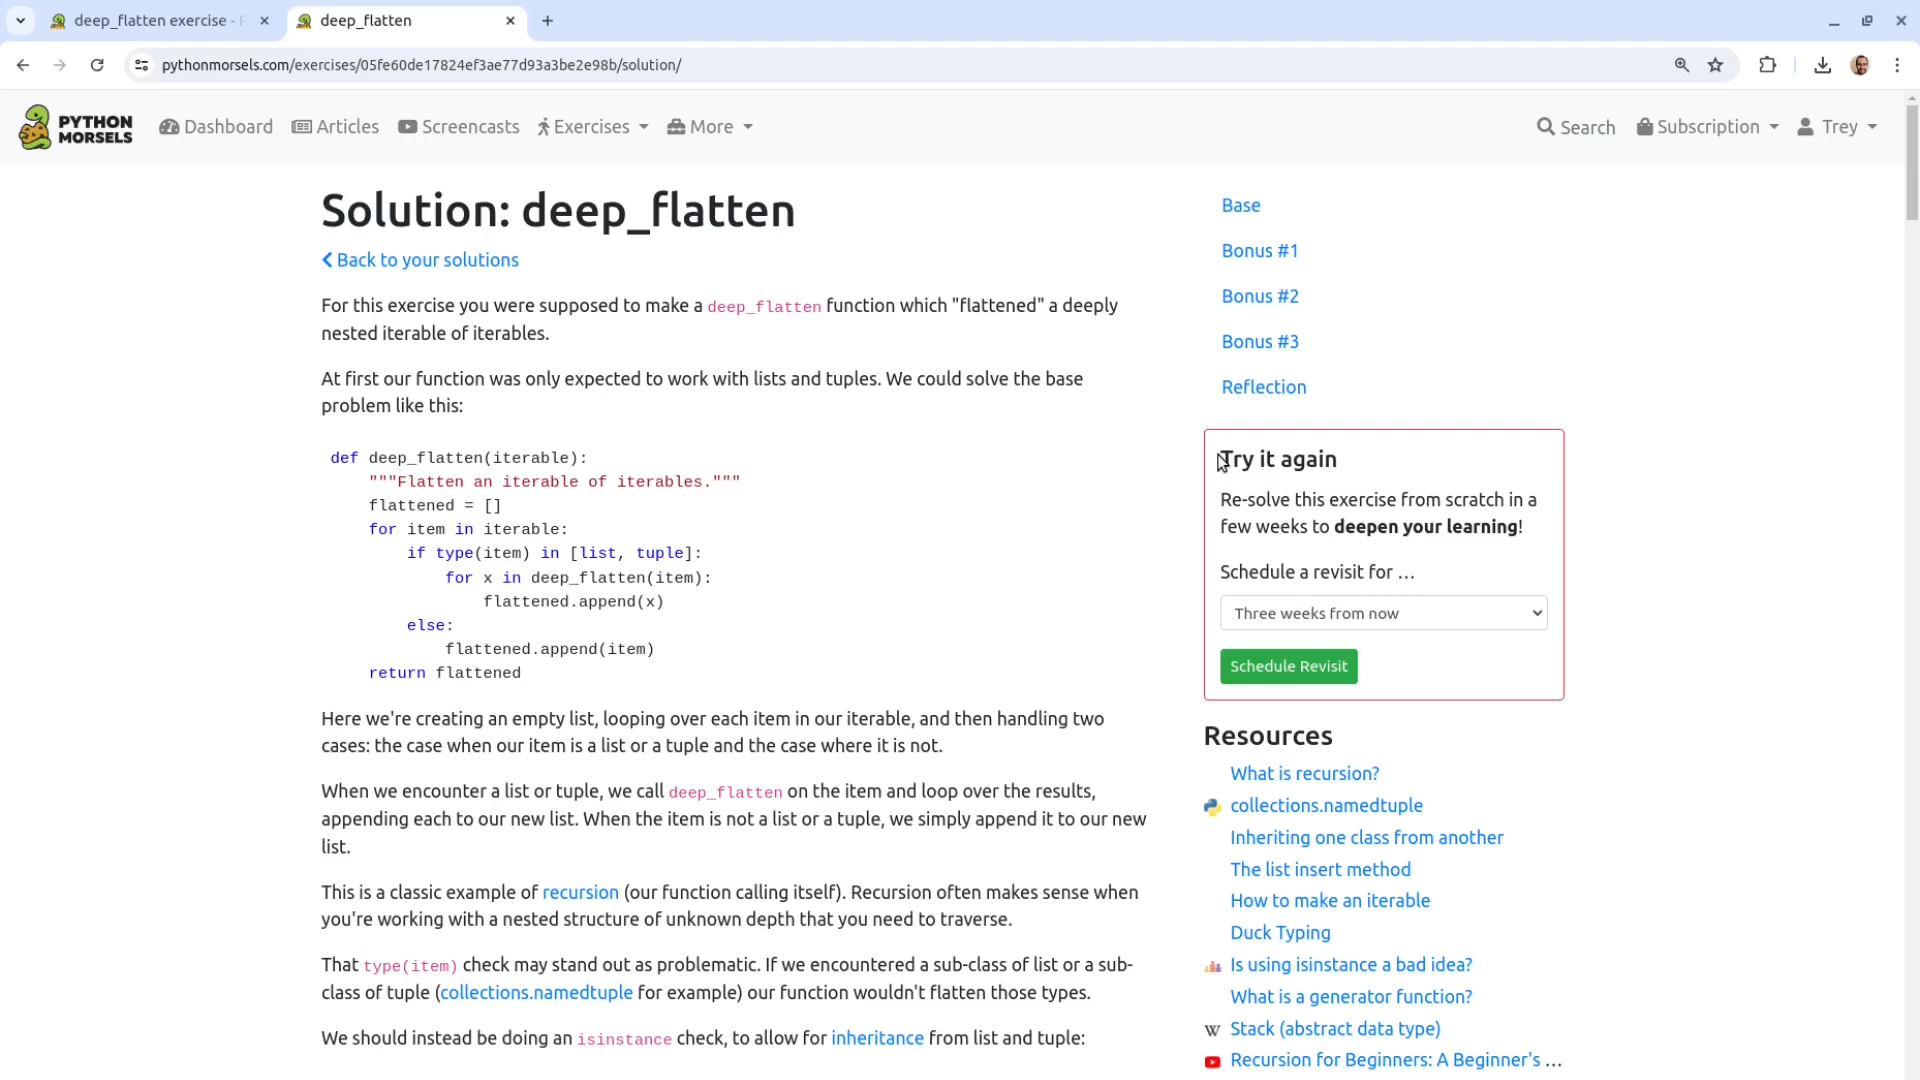 deep_flatten exercise -
deep_flatten
pythonmorsels.com/exercises/05fe60de17824ef3ae77d93a3be2e98b/solution/
PYTHON
MORSELS
Dashboard
Articles
Screencasts
Exercises
More
Search
Subscription
Trey
Solution: deep_flatten
Back to your solutions
For this exercise you were supposed to make a deep_flatten function which "flattened" a deeply
nested iterable of iterables.
At first our function was only expected to work with lists and tuples. We could solve the base
problem like this:
def deep_flatten(iterable):
    """Flatten an iterable of iterables."""
    flattened = []
    for item in iterable:
        if type(item) in [list, tuple]:
            for x in deep_flatten(item):
                flattened.append(x)
        else:
            flattened.append(item)
    return flattened
Here we're creating an empty list, looping over each item in our iterable, and then handling two
cases: the case when our item is a list or a tuple and the case where it is not.
When we encounter a list or tuple, we call deep_flatten on the item and loop over the results,
appending each to our new list. When the item is not a list or a tuple, we simply append it to our new
list.
This is a classic example of recursion (our function calling itself). Recursion often makes sense when
you're working with a nested structure of unknown depth that you need to traverse.
That type(item) check may stand out as problematic. If we encountered a sub-class of list or a sub-
class of tuple (collections.namedtuple for example) our function wouldn't flatten those types.
We should instead be doing an isinstance check, to allow for inheritance from list and tuple:
Base
Bonus #1
Bonus #2
Bonus #3
Reflection
Try it again
Re-solve this exercise from scratch in a
few weeks to deepen your learning!
Schedule a revisit for …
Three weeks from now
Schedule Revisit
Resources
What is recursion?
collections.namedtuple
Inheriting one class from another
The list insert method
How to make an iterable
Duck Typing
Is using isinstance a bad idea?
What is a generator function?
W Stack (abstract data type)
Recursion for Beginners: A Beginner's …